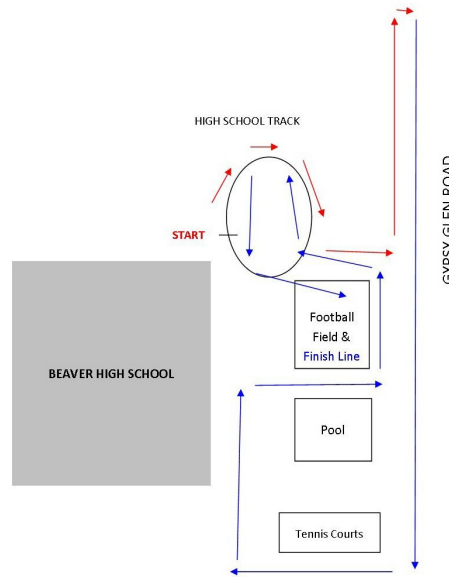 HIGH SCHOOL TRACK
START
GYPSY GLEN ROAD
Football
Field &
Finish Line
BEAVER HIGH SCHOOL
Pool
Tennis Courts